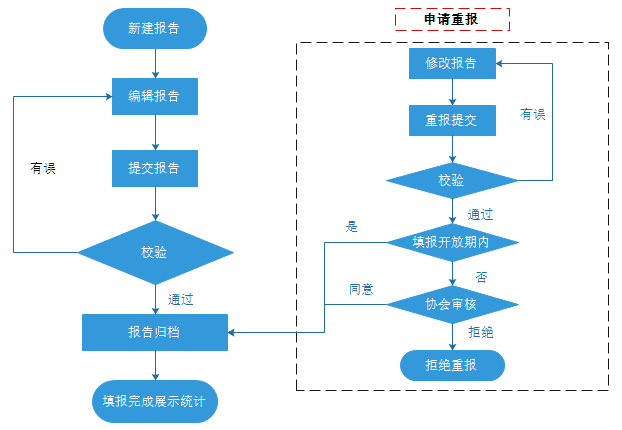 新建报告
编辑报告
有误
提交报告
校验
通过
报告归档
填报完成展示统计
申请重报
修改报告
重报提交
有误
校验
通过
是
填报开放期内
否
同意
协会审核
拒绝
拒绝重报